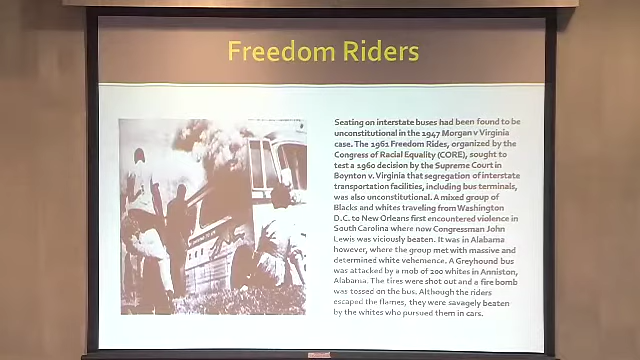 Freedom Riders
Seating on interstate buses had been found to be
unconstitutional in the 1947 Morgan v Virginia
case. The 1961 Freedom Rides, organized by the
Congress of Racial Equality (CORE), sought to
test a 1960 decision by the Supreme Court in
Boynton v. Virginia that segregation of interstate
transportation facilities, including bus terminals,
was also unconstitutional. A mixed group of
Blacks and whites traveling from Washington
D.C. to New Orleans first encountered violence in
South Carolina where now Congressman John
Lewis was viciously beaten. It was in Alabama
however, where the group met with massive and
determined white vehemence. A Greyhound bus
was attacked by a mob of 200 whites in Anniston,
Alabama. The tires were shot out and a fire bomb
was tossed on the bus. Although the riders
escaped the flames, they were savagely beaten
by the whites who pursued them in cars.